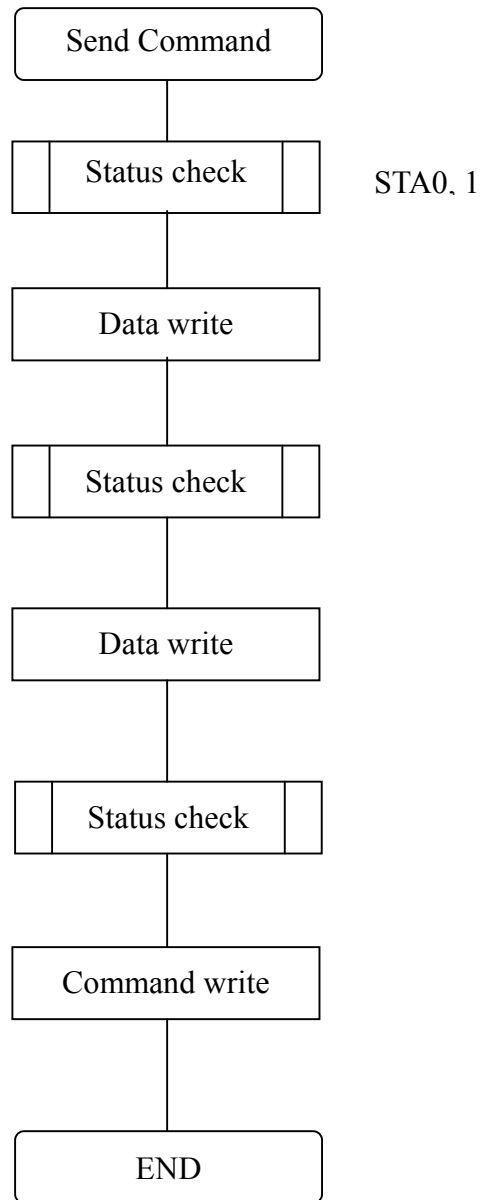 Send Command
Status check
STA0, 1
Data write
Status check
Data write
Status check
Command write
END